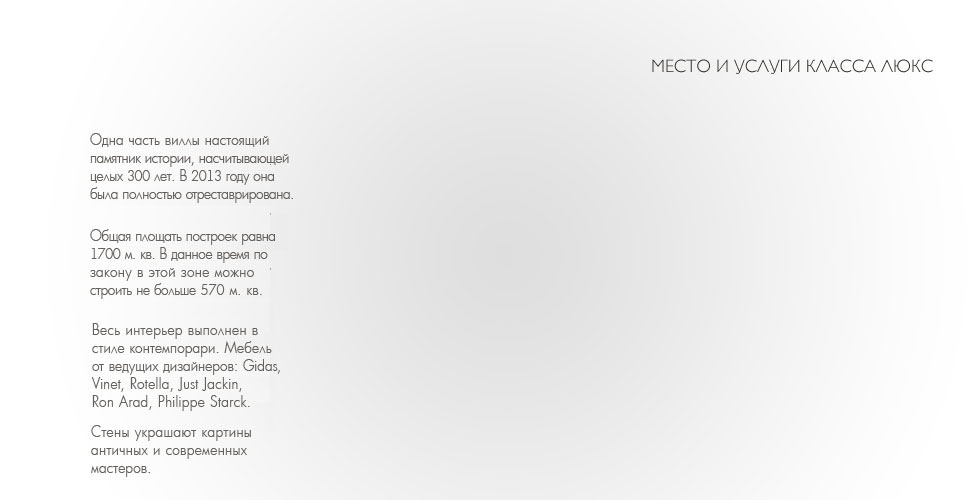 МЕСТО И УСЛУГИ КЛАССА ЛЮКС
Одна часть виллы настоящий
памятник истории, насчитывающей
целых 300 лет. В 2013 году она
была полностью отреставрирована.
Общая площать построек равна
1700 м. кв. В данное время по
закону в этой зоне можно
строить не больше 570 м. кв.
Весь интерьер выполнен в
стиле контемпорари. Мебель
от ведущих дизайнеров: Gidas,
Vinet, Rotella, Just Jackin,
Ron Arad, Philippe Starck.
Стены украшают картины
античных и современных
мастеров.